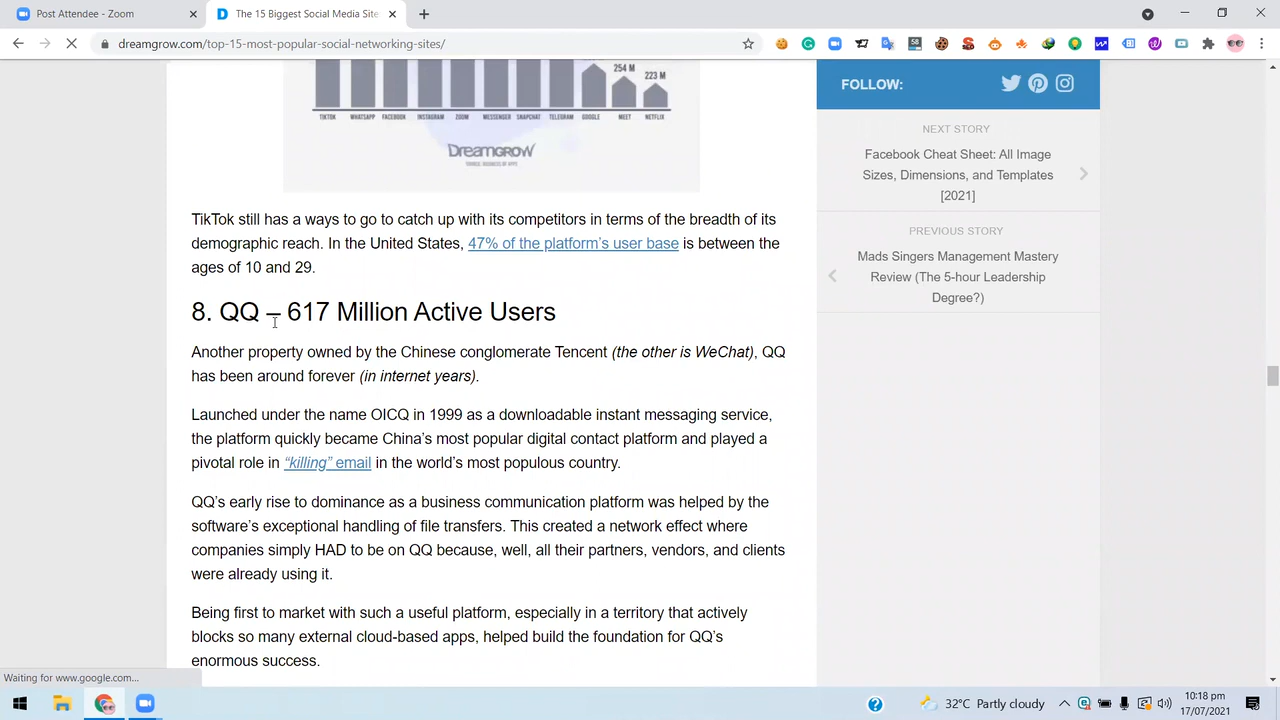 Post Attendee - Zoom
The 15 Biggest Social Media Site
dreamgrow.com/top-15-most-popular-social-networking-sites/
58
254 M
223 M
TIKTOK WHATSAPP FACEBOOK INSTAGRAM ZOOM MESSENGER SNAPCHAT TELEGRAM GOOGLE MEET NETFLIX
DREAMGROW
TikTok still has a ways to go to catch up with its competitors in terms of the breadth of its
demographic reach. In the United States, 47% of the platform's user base is between the
ages of 10 and 29.
8. QQ – 617 Million Active Users
Another property owned by the Chinese conglomerate Tencent (the other is WeChat), QQ
has been around forever (in internet years).
Launched under the name OICQ in 1999 as a downloadable instant messaging service,
the platform quickly became China's most popular digital contact platform and played a
pivotal role in "killing" email in the world's most populous country.
QQ's early rise to dominance as a business communication platform was helped by the
software's exceptional handling of file transfers. This created a network effect where
companies simply HAD to be on QQ because, well, all their partners, vendors, and clients
were already using it.
Being first to market with such a useful platform, especially in a territory that actively
blocks so many external cloud-based apps, helped build the foundation for QQ's
enormous success.
FOLLOW:
NEXT STORY
Facebook Cheat Sheet: All Image
Sizes, Dimensions, and Templates
[2021]
PREVIOUS STORY
Mads Singers Management Mastery
Review (The 5-hour Leadership
Degree?)
Waiting for www.google.com...
32°C Partly cloudy
10:18 pm
17/07/2021